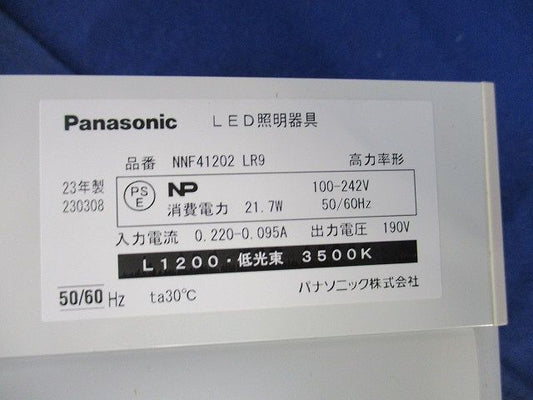 Panasonic LED照明器具
品番 NNF41202 LR9 高力率形
23年製
230308
PS
E
NP 100-242V
消費電力 21.7W 50/60Hz
入力電流 0.220-0.095A 出力電圧 190V
L1200・低光束 3500K
50/60 Hz ta30℃ パナソニック株式会社